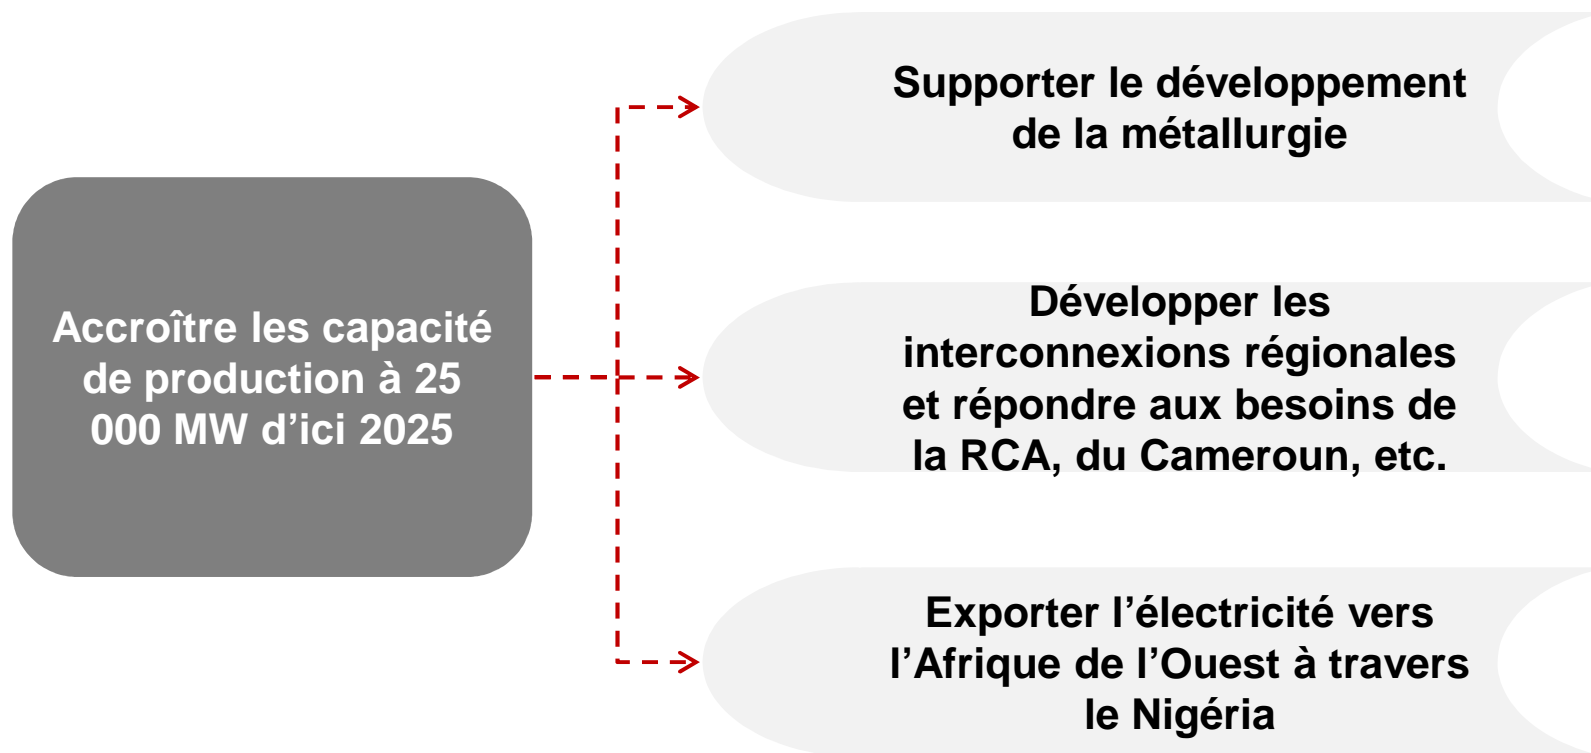 Accroître les capacité
de production à 25
000 MW d’ici 2025
Supporter le développement
de la métallurgie
Développer les
interconnexions régionales
et répondre aux besoins de
la RCA, du Cameroun, etc.
Exporter l’électricité vers
l’Afrique de l’Ouest à travers
le Nigéria